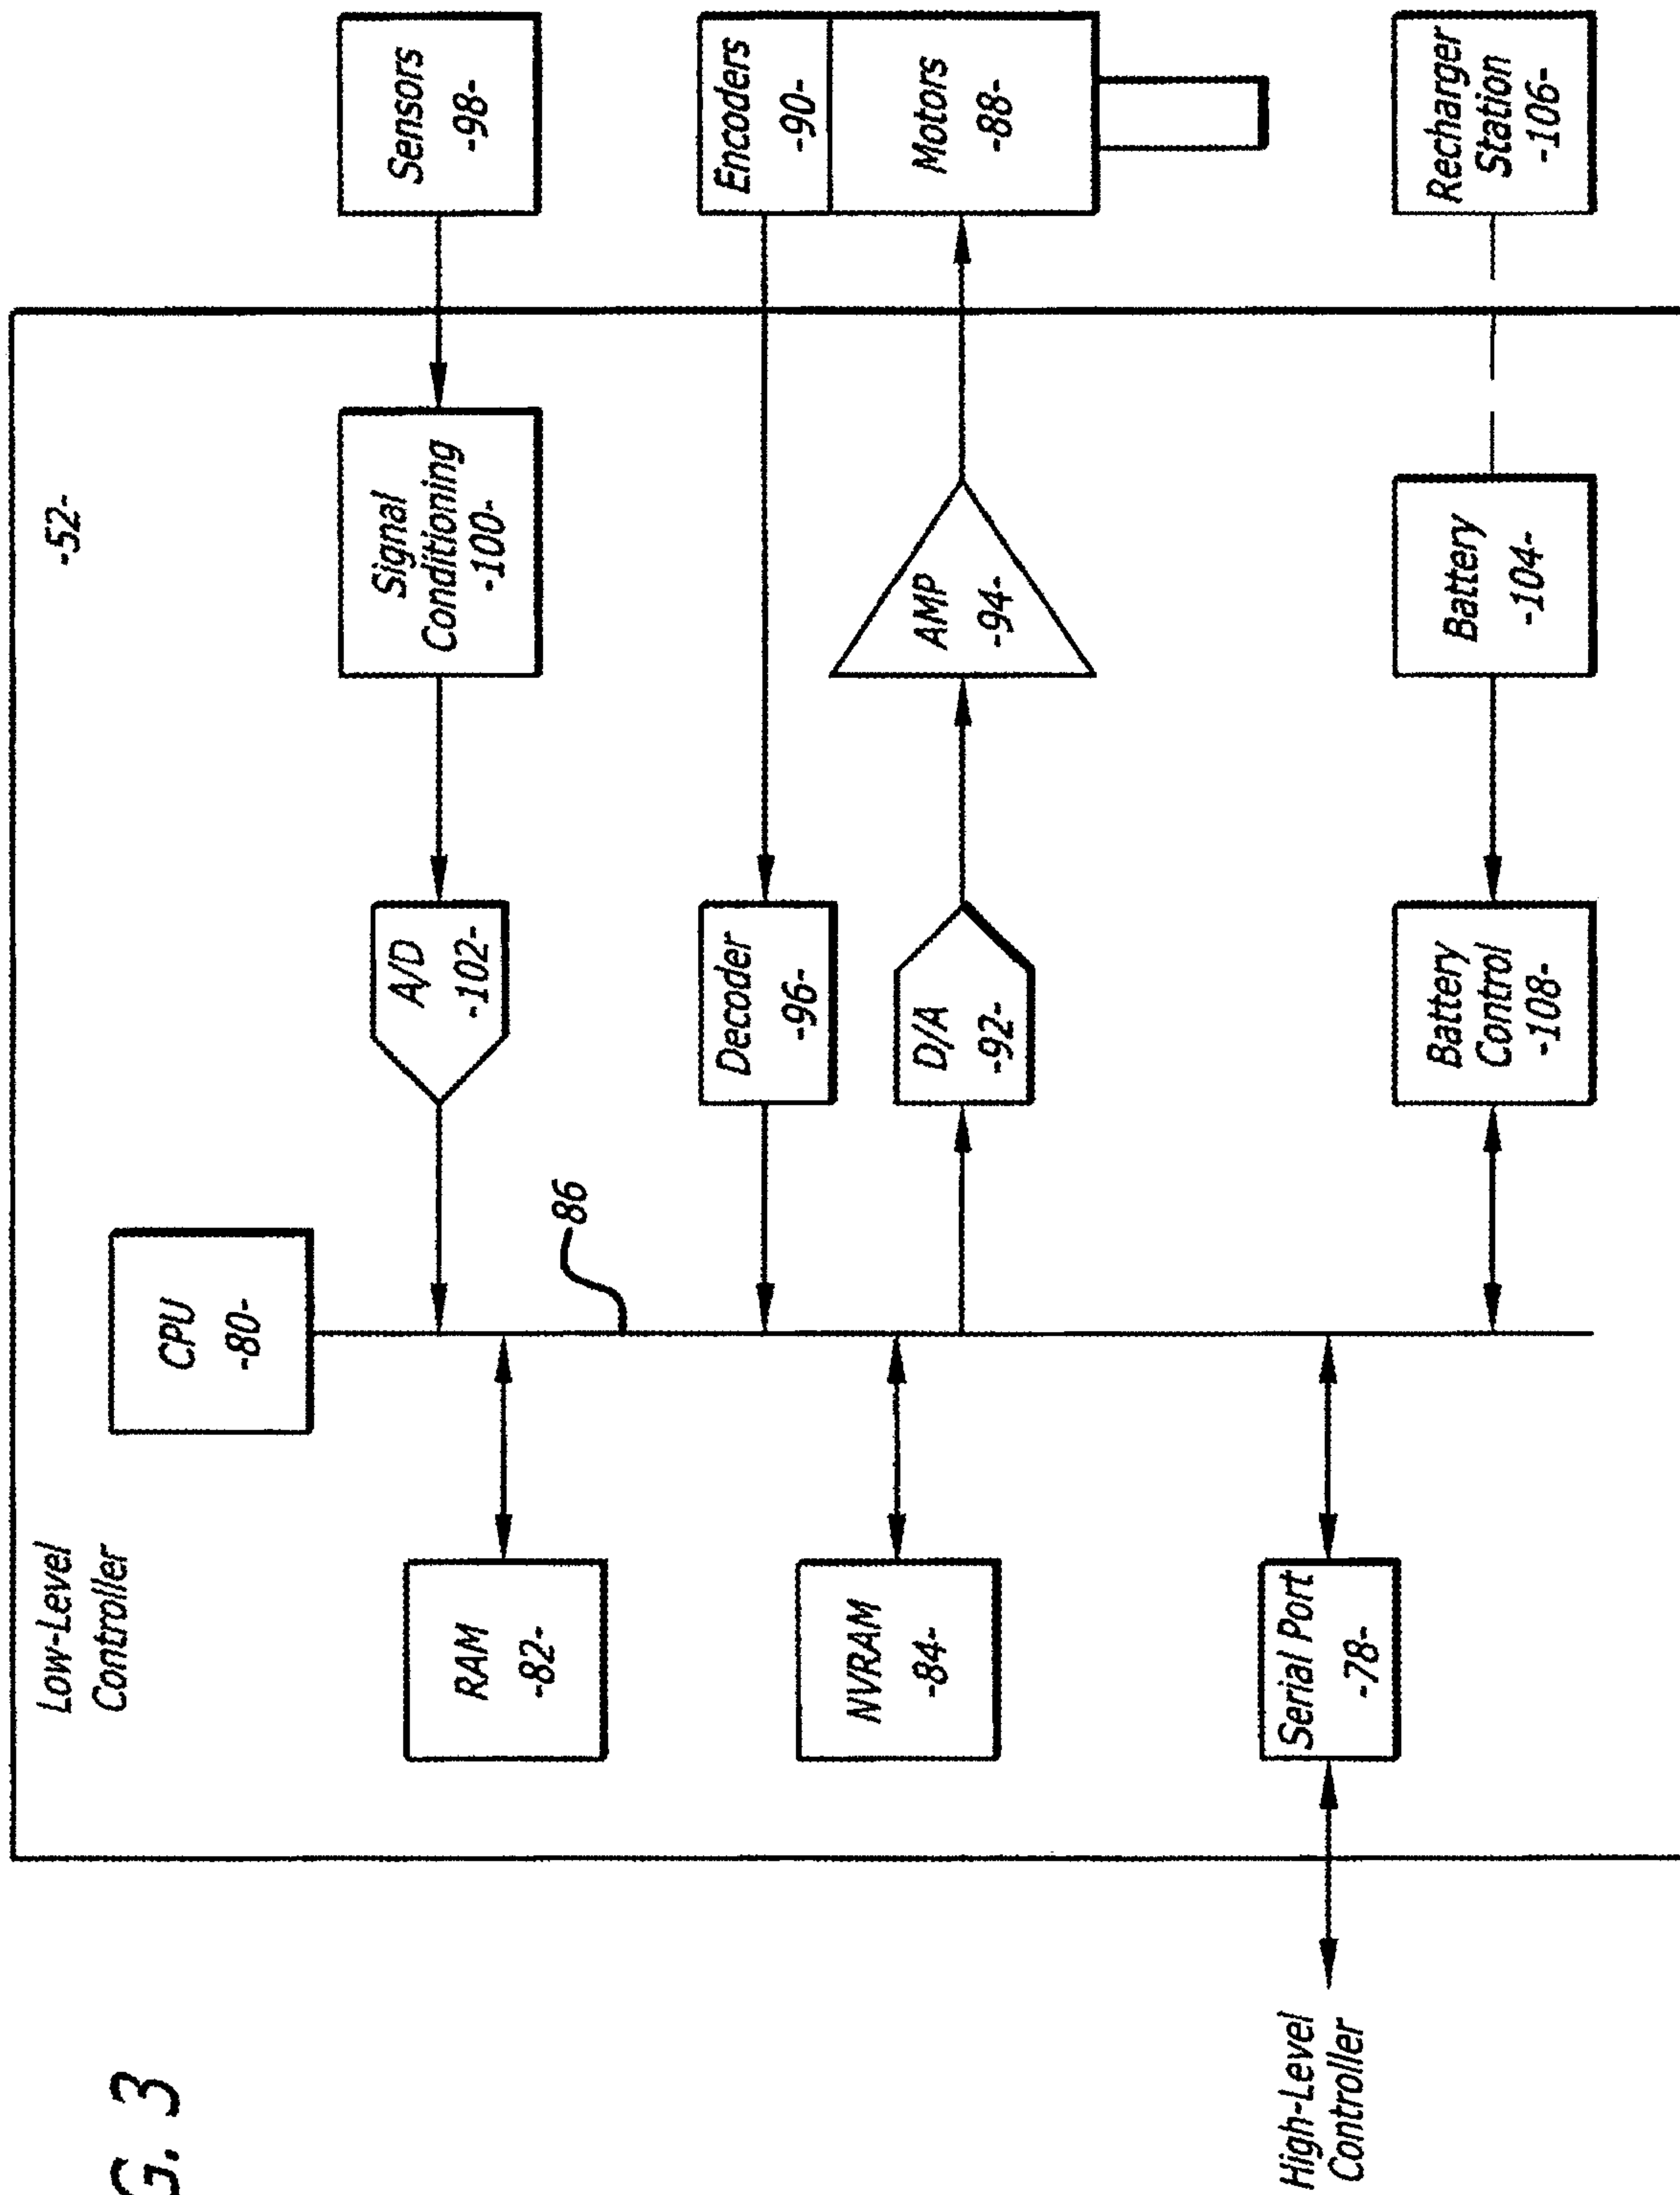 G. 3
Low-Level
Controller
-52-
CPU
-80-
RAM
-82-
A/D
-102-
Signal
Conditioning
-100-
Sensors
-98-
86
Decoder
-96-
Encoders
-90-
NVRAM
-84-
D/A
-92-
AMP
-94-
Motors
-88-
High-Level
Controller
Serial Port
-78-
Battery
Control
-108-
Battery
-104-
Recharger
Station
-106-